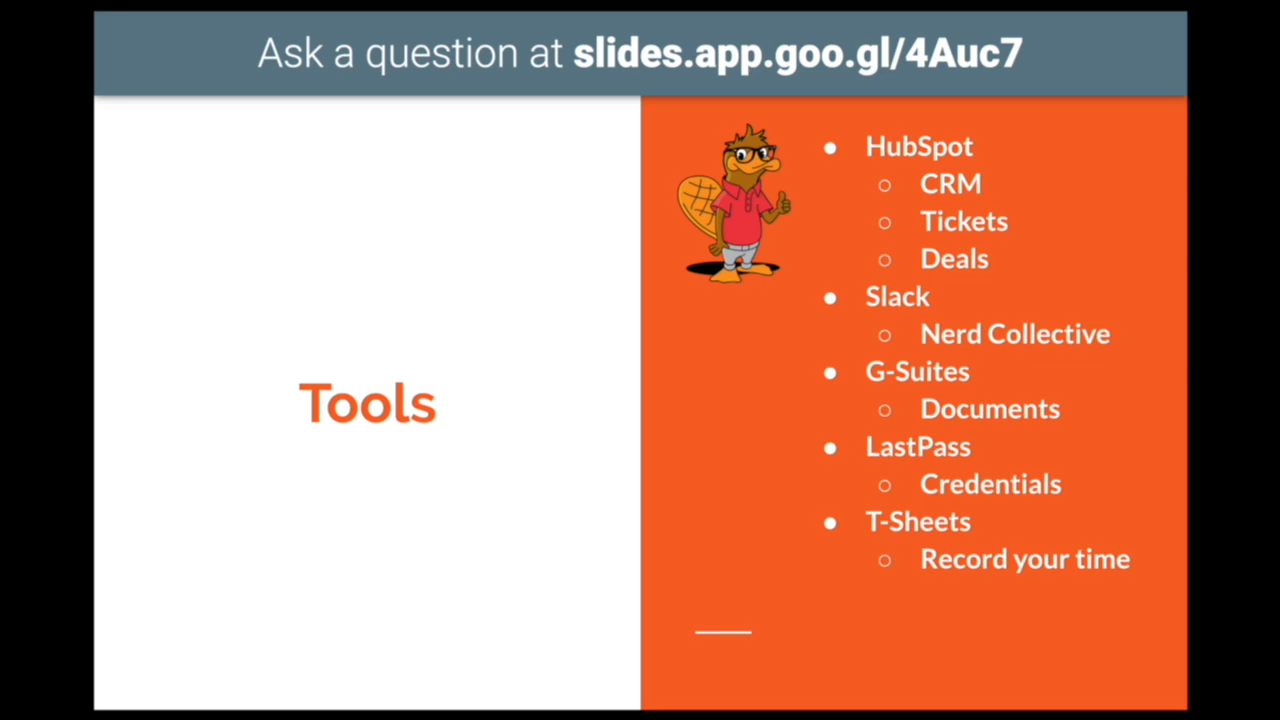 Ask a question at slides.app.goo.gl/4Auc7
Tools
● HubSpot
○ CRM
○ Tickets
○ Deals
● Slack
○ Nerd Collective
● G-Suites
○ Documents
● LastPass
○ Credentials
● T-Sheets
○ Record your time